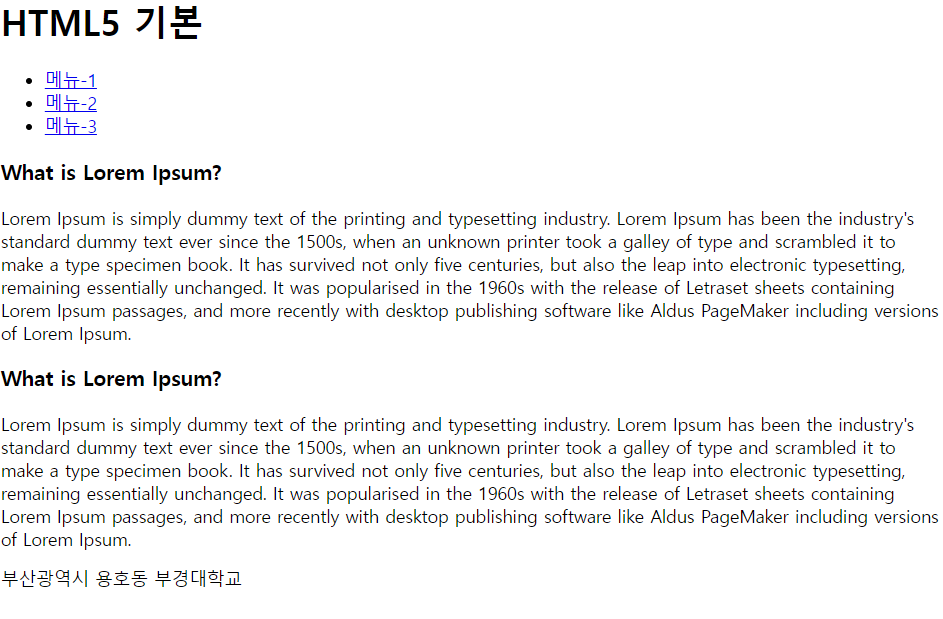 HTML5 기본
메뉴-1
메뉴-2
메뉴-3
What is Lorem Ipsum?
Lorem Ipsum is simply dummy text of the printing and typesetting industry. Lorem Ipsum has been the industry's
standard dummy text ever since the 1500s, when an unknown printer took a galley of type and scrambled it to
make a type specimen book. It has survived not only five centuries, but also the leap into electronic typesetting,
remaining essentially unchanged. It was popularised in the 1960s with the release of Letraset sheets containing
Lorem Ipsum passages, and more recently with desktop publishing software like Aldus PageMaker including versions
of Lorem Ipsum.
What is Lorem Ipsum?
Lorem Ipsum is simply dummy text of the printing and typesetting industry. Lorem Ipsum has been the industry's
standard dummy text ever since the 1500s, when an unknown printer took a galley of type and scrambled it to
make a type specimen book. It has survived not only five centuries, but also the leap into electronic typesetting,
remaining essentially unchanged. It was popularised in the 1960s with the release of Letraset sheets containing
Lorem Ipsum passages, and more recently with desktop publishing software like Aldus PageMaker including versions
of Lorem Ipsum.
부산광역시 용호동 부경대학교